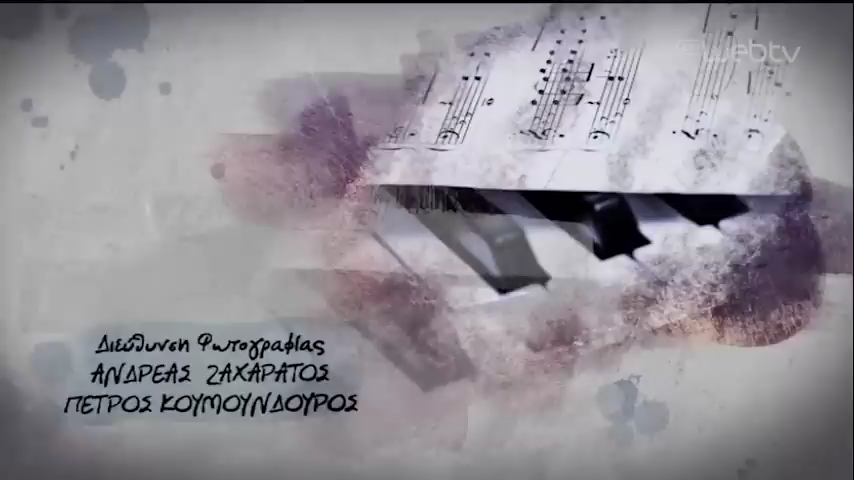 webtv
Διεύθυνση Φωτογραφίας
ΑΝΔΡΕΑΣ ΖΑΧΑΡΑΤΟΣ
ΠΕΤΡΟΣ ΚΟΥΜΟΥΝΔΟΥΡΟΣ